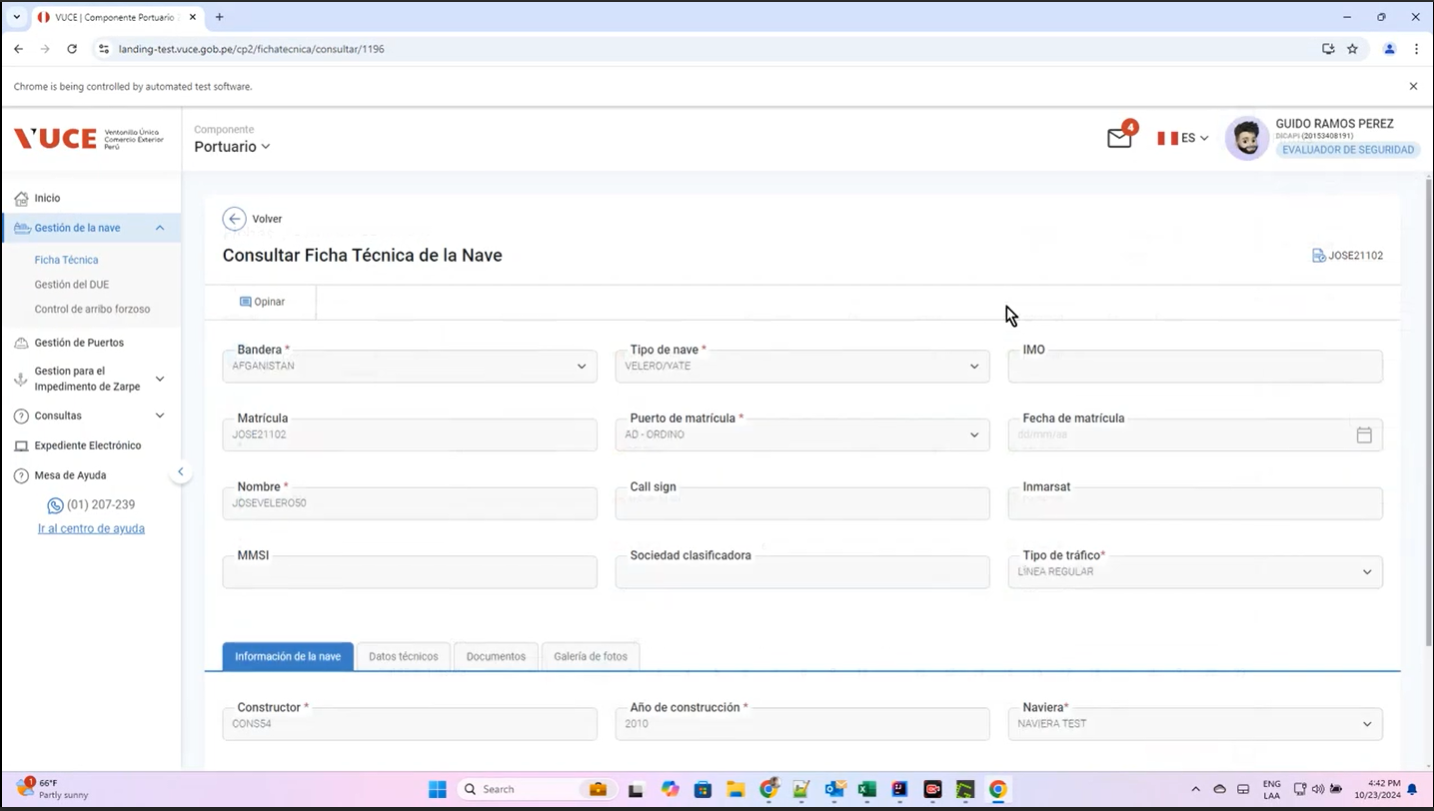 VUCE | Componente Portuario
landing-test.vuce.gob.pe/cp2/fichatecnica/consultar/1196
Chrome is being controlled by automated test software.
VUCE
Ventanilla Única
Comercio Exterior
Perú
Componente
Portuario
4
ES
GUIDO RAMOS PEREZ
DICAPI (20153408191)
EVALUADOR DE SEGURIDAD
Inicio
Gestión de la nave
Ficha Técnica
Gestión del DUE
Control de arribo forzoso
Gestión de Puertos
Gestion para el
Impedimento de Zarpe
Consultas
Expediente Electrónico
Mesa de Ayuda
(01) 207-239
Ir al centro de ayuda
Volver
Consultar Ficha Técnica de la Nave
JOSE21102
Opinar
Bandera *
AFGANISTAN
Tipo de nave *
VELERO/YATE
IMO
Matrícula
JOSE21102
Puerto de matrícula *
AD - ORDINO
Fecha de matrícula
dd/mm/aa
Nombre *
JOSEVELERO50
Call sign
Inmarsat
MMSI
Sociedad clasificadora
Tipo de tráfico*
LÍNEA REGULAR
Información de la nave
Datos técnicos
Documentos
Galería de fotos
Constructor *
CONS54
Año de construcción *
2010
Naviera*
NAVIERA TEST
1
66°F
Partly sunny
Search
ENG
LAA
4:42 PM
10/23/2024